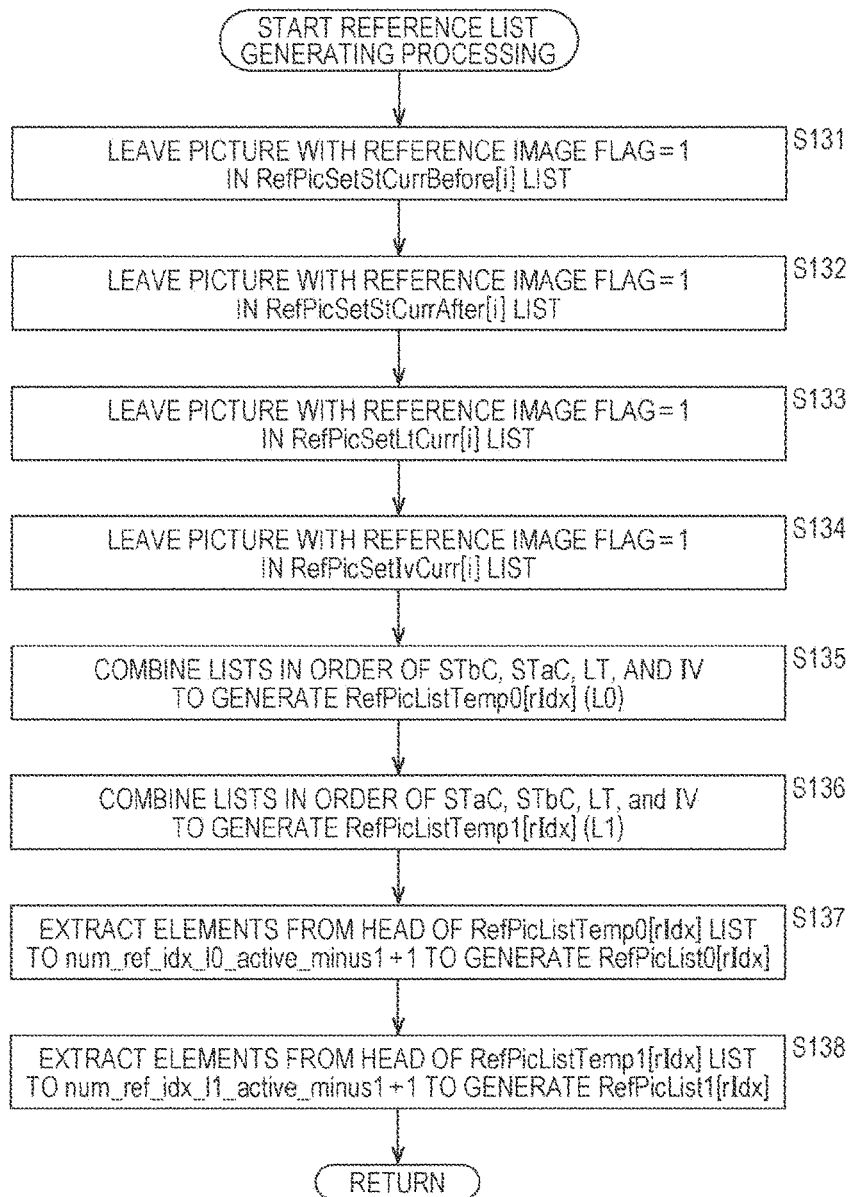 START REFERENCE LIST
GENERATING PROCESSING
LEAVE PICTURE WITH REFERENCE IMAGE FLAG = 1
IN RefPicSetStCurrBefore[i] LIST
S131
LEAVE PICTURE WITH REFERENCE IMAGE FLAG = 1
IN RefPicSetStCurrAfter[i] LIST
S132
LEAVE PICTURE WITH REFERENCE IMAGE FLAG = 1
IN RefPicSetLtCurr[i] LIST
S133
LEAVE PICTURE WITH REFERENCE IMAGE FLAG = 1
IN RefPicSetIvCurr[i] LIST
S134
COMBINE LISTS IN ORDER OF STbC, STaC, LT, AND IV
TO GENERATE RefPicListTemp0[rIdx] (L0)
S135
COMBINE LISTS IN ORDER OF STaC, STbC, LT, and IV
TO GENERATE RefPicListTemp1[rIdx] (L1)
S136
EXTRACT ELEMENTS FROM HEAD OF RefPicListTemp0[rIdx] LIST
TO num_ref_idx_l0_active_minus1 +1 TO GENERATE RefPicList0[rIdx]
S137
EXTRACT ELEMENTS FROM HEAD OF RefPicListTemp1[rIdx] LIST
TO num_ref_idx_l1_active_minus1 +1 TO GENERATE RefPicList1[rIdx]
S138
RETURN